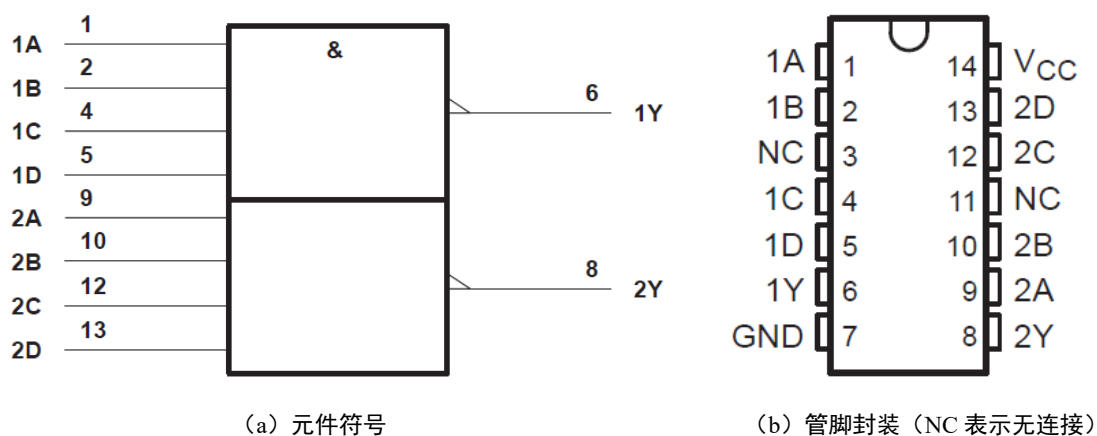 &
1A 1
1B 2
1C 4
1D 5
2A 9
2B 10
2C 12
2D 13
6 1Y
8 2Y
1A 1 14 VCC
1B 2 13 2D
NC 3 12 2C
1C 4 11 NC
1D 5 10 2B
1Y 6 9 2A
GND 7 8 2Y
（a）元件符号
（b）管脚封装（NC 表示无连接）